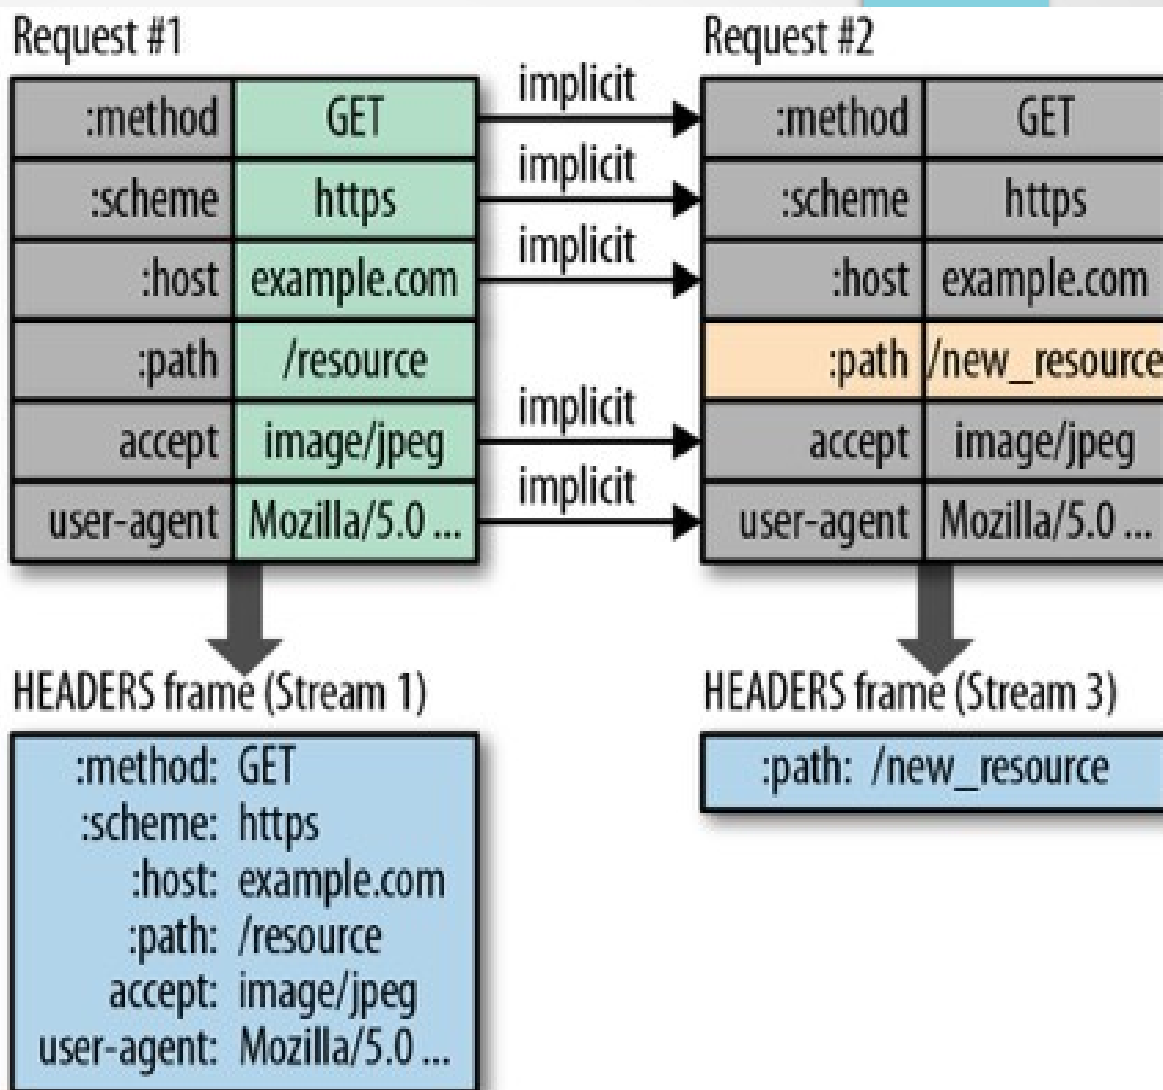 Request #1
:method GET
:scheme https
:host example.com
:path /resource
accept image/jpeg
user-agent Mozilla/5.0 ...
implicit
implicit
implicit
implicit
implicit
Request #2
:method GET
:scheme https
:host example.com
:path /new_resource
accept image/jpeg
user-agent Mozilla/5.0 ...
HEADERS frame (Stream 1)
:method: GET
:scheme: https
:host: example.com
:path: /resource
accept: image/jpeg
user-agent: Mozilla/5.0 ...
HEADERS frame (Stream 3)
:path: /new_resource